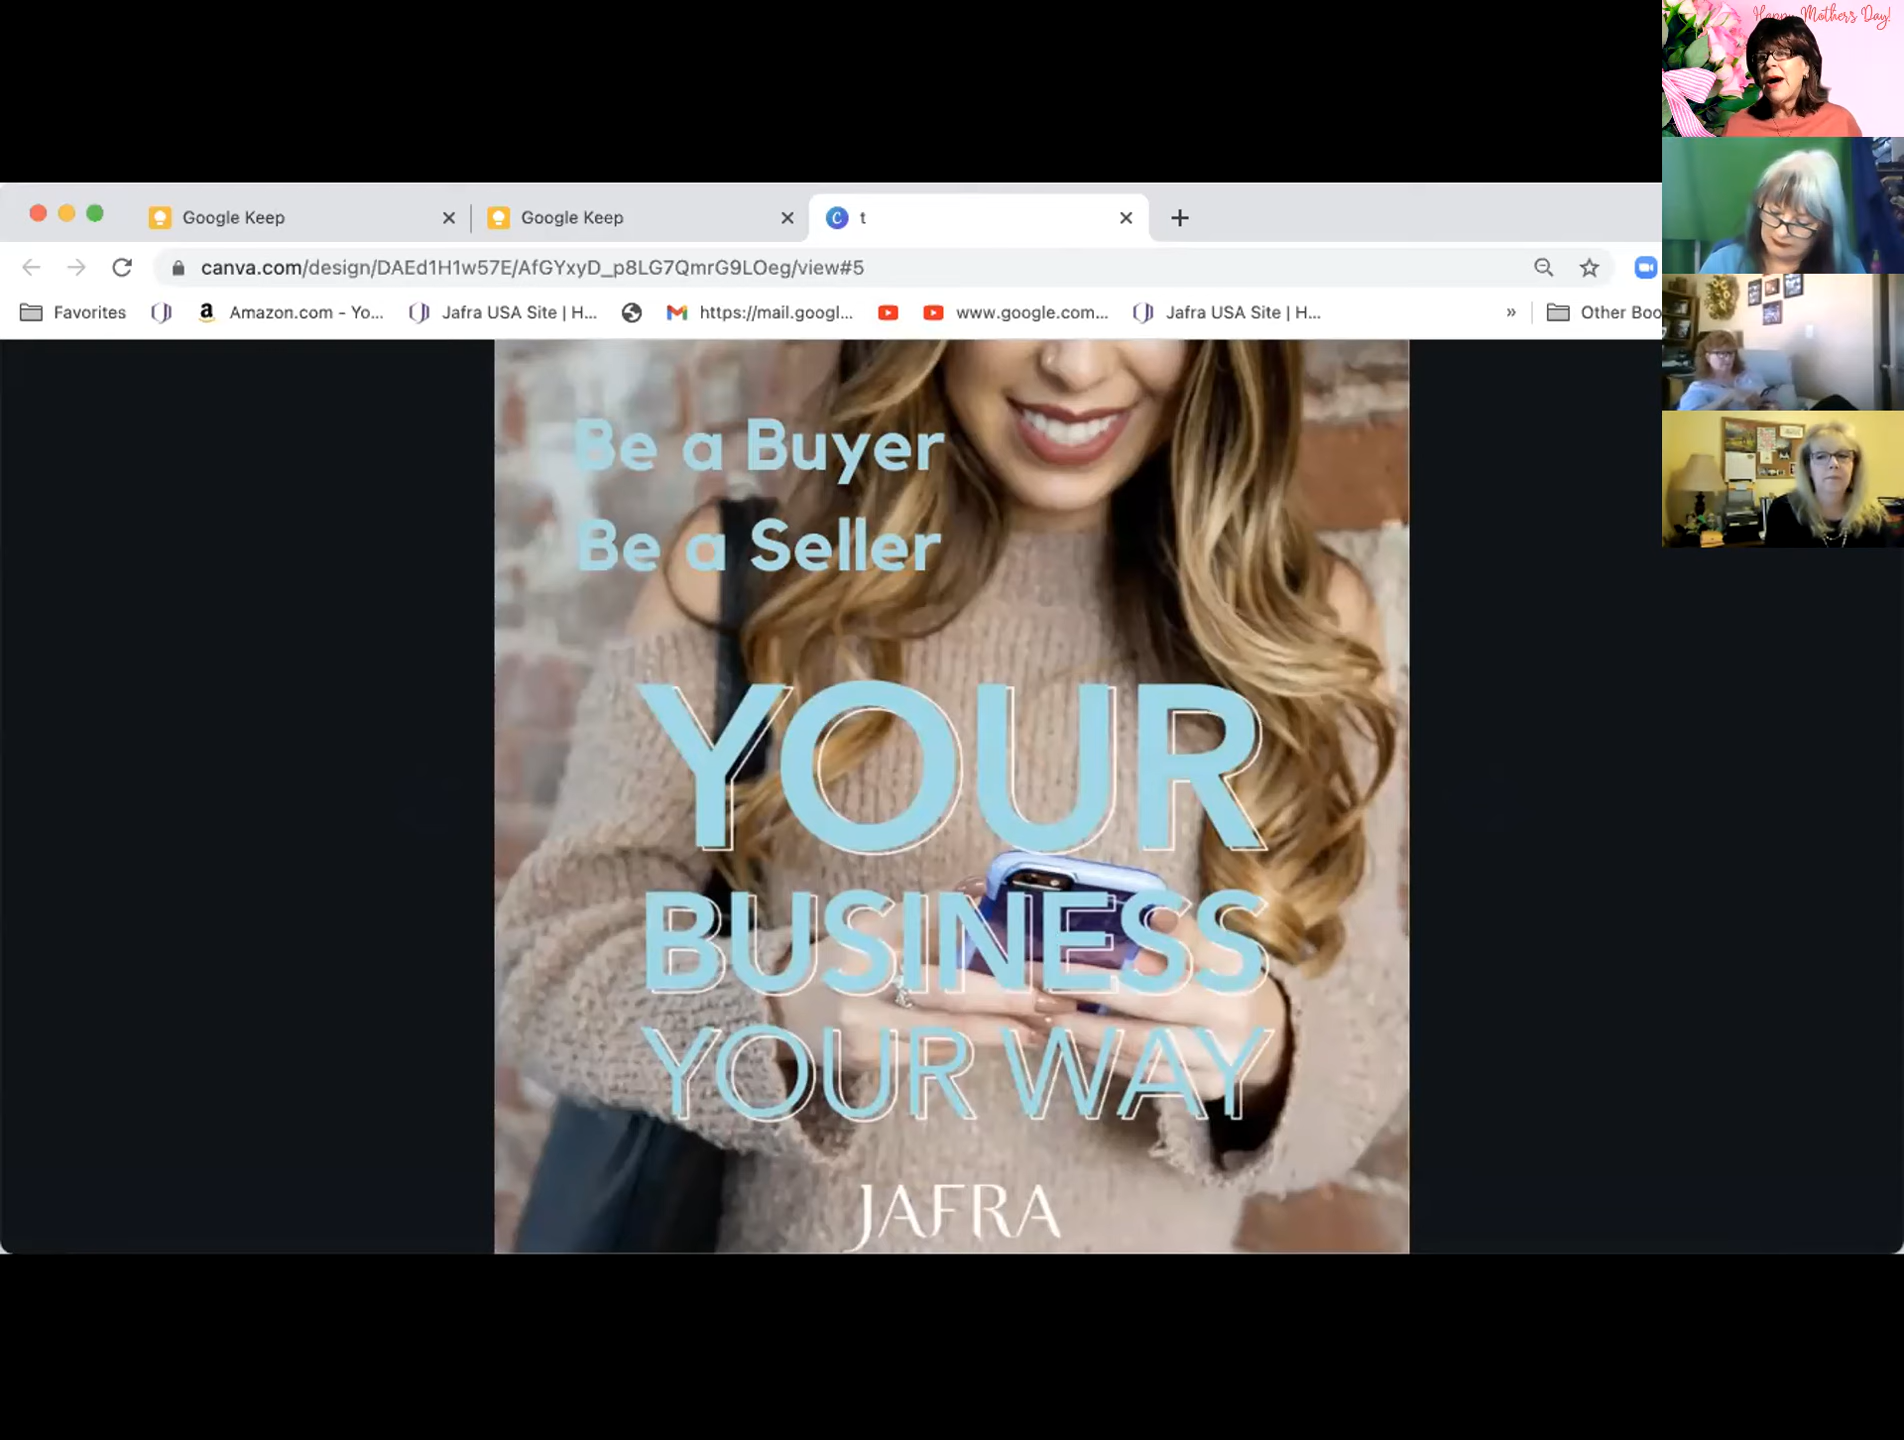 Happy Mother's Day!
Google Keep
Google Keep
t
canva.com/design/DAEd1H1w57E/AfGYxyD_p8LG7QmrG9LOeg/view#5
Favorites
Amazon.com - Yo...
Jafra USA Site | H...
https://mail.googl...
www.google.com...
Jafra USA Site | H...
»
Other Boo
Be a Buyer
Be a Seller
YOUR
BUSINESS
YOUR WAY
JAFRA